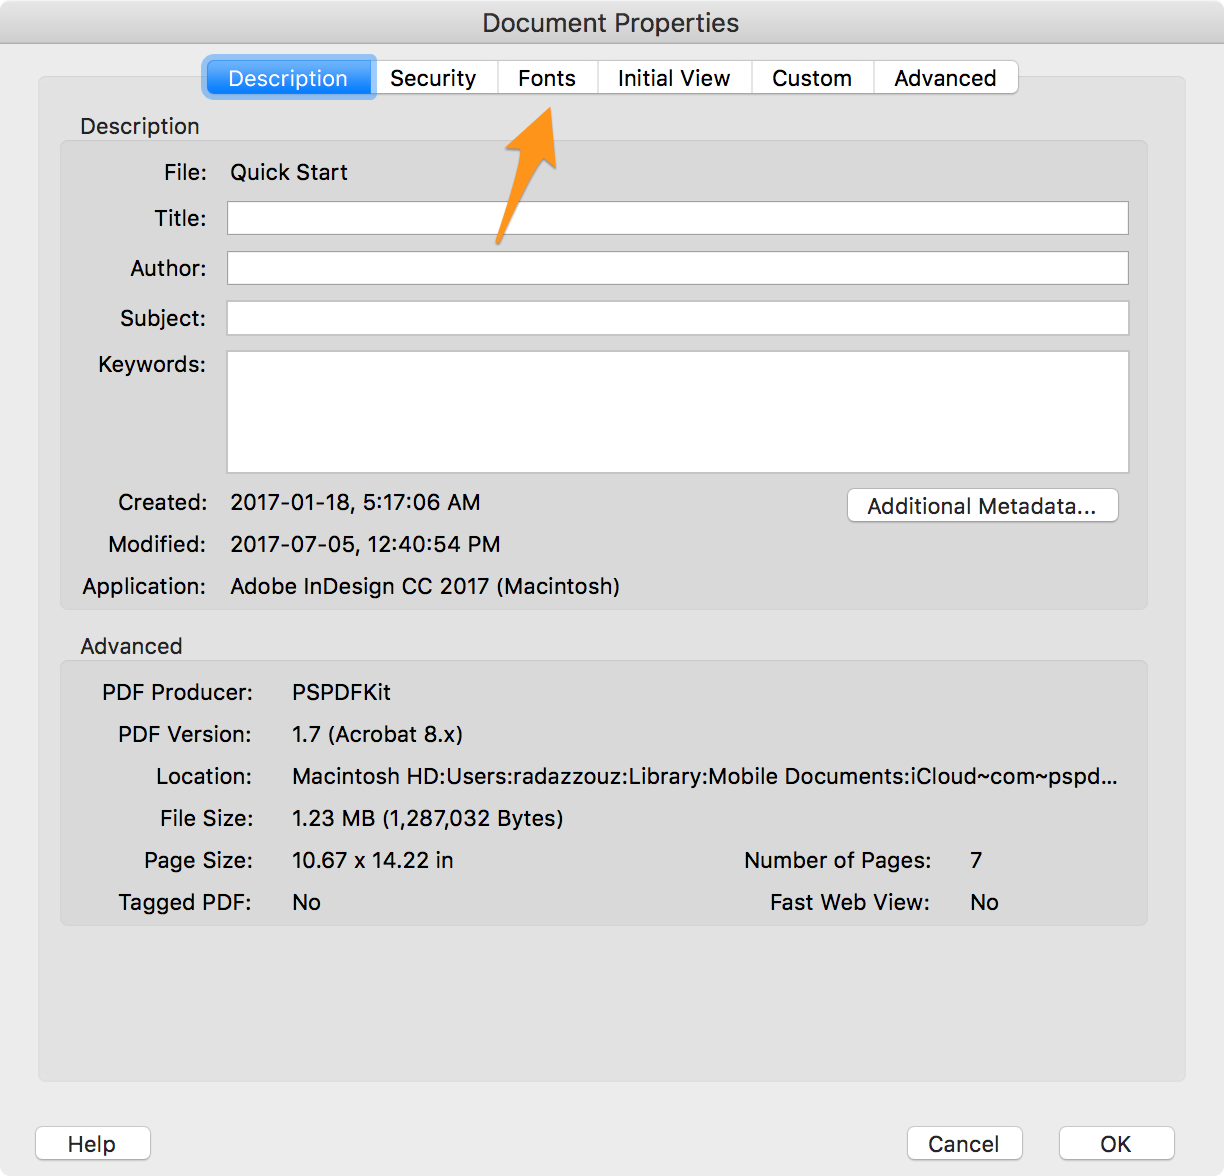 Document Properties
Description Security Fonts Initial View Custom Advanced
Description
File: Quick Start
Title:
Author:
Subject:
Keywords:
Created: 2017-01-18, 5:17:06 AM
Additional Metadata...
Modified: 2017-07-05, 12:40:54 PM
Application: Adobe InDesign CC 2017 (Macintosh)
Advanced
PDF Producer: PSPDFKit
PDF Version: 1.7 (Acrobat 8.x)
Location: Macintosh HD:Users:radazzouz:Library:Mobile Documents:iCloud~com~pspd...
File Size: 1.23 MB (1,287,032 Bytes)
Page Size: 10.67 x 14.22 in Number of Pages: 7
Tagged PDF: No Fast Web View: No
Help Cancel OK